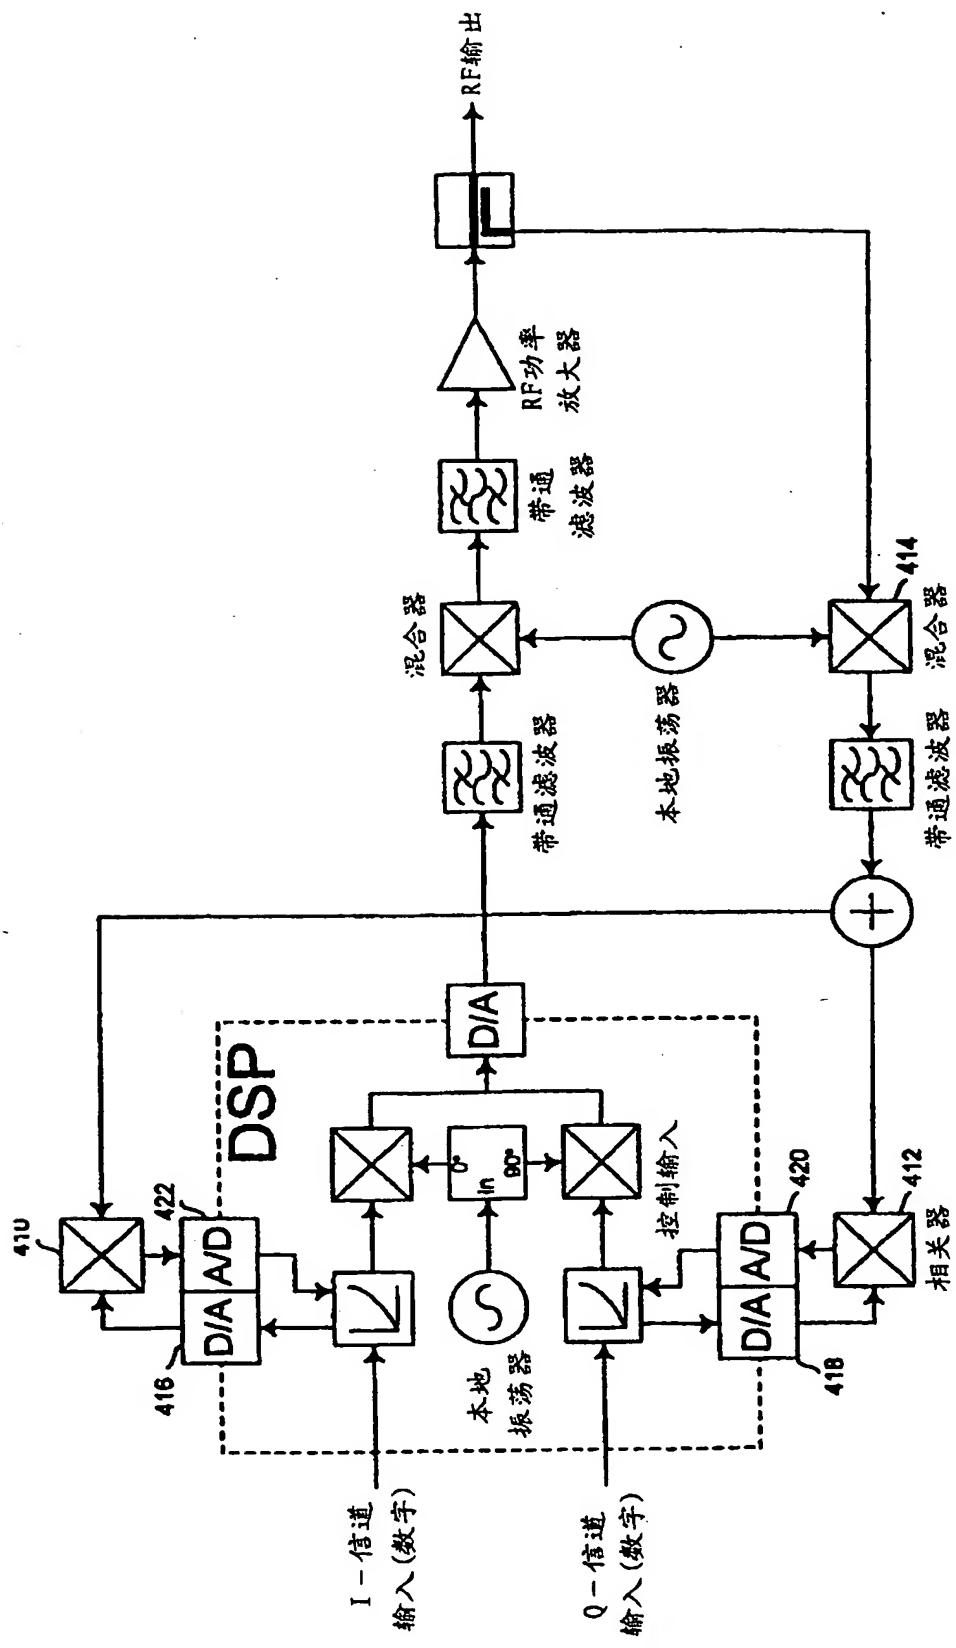 410
416
D/A
A/D
422
DSP
I-信道
输入(数字)
本地
振荡器
In
0°
90°
Q-信道
输入(数字)
控制输入
D/A
A/D
418
420
412
相关器
D/A
带通滤波器
混合器
带通
滤波器
RF功率
放大器
RF输出
本地振荡器
414
混合器
带通滤波器